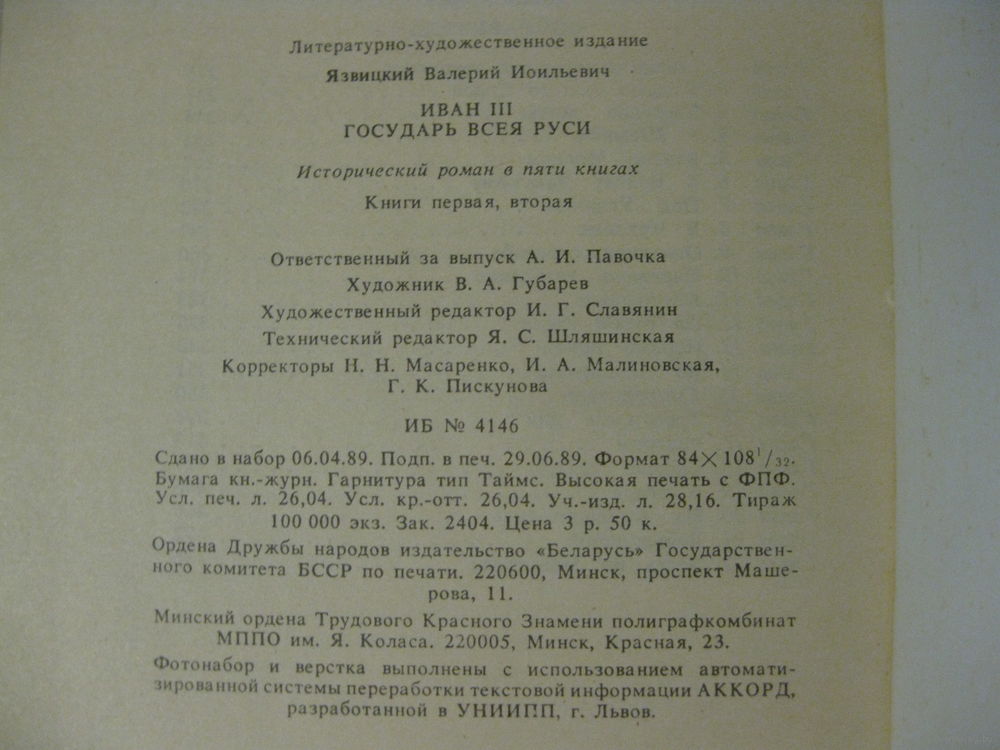 Литературно-художественное издание
Язвицкий Валерий Иоильевич
ИВАН III
ГОСУДАРЬ ВСЕЯ РУСИ
Исторический роман в пяти книгах
Книги первая, вторая
Ответственный за выпуск А. И. Павочка
Художник В. А. Губарев
Художественный редактор И. Г. Славянин
Технический редактор Я. С. Шляшинская
Корректоры Н. Н. Масаренко, И. А. Малиновская,
Г. К. Пискунова
ИБ № 4146
Сдано в набор 06.04.89. Подп. в печ. 29.06.89. Формат 84×108¹/₃₂.
Бумага кн.-журн. Гарнитура тип Таймс. Высокая печать с ФПФ.
Усл. печ. л. 26,04. Усл. кр.-отт. 26,04. Уч.-изд. л. 28,16. Тираж
100 000 экз. Зак. 2404. Цена 3 р. 50 к.
Ордена Дружбы народов издательство «Беларусь» Государствен-
ного комитета БССР по печати. 220600, Минск, проспект Маше-
рова, 11.
Минский ордена Трудового Красного Знамени полиграфкомбинат
МППО им. Я. Коласа. 220005, Минск, Красная, 23.
Фотонабор и верстка выполнены с использованием автомати-
зированной системы переработки текстовой информации АККОРД,
разработанной в УНИИПП, г. Львов.